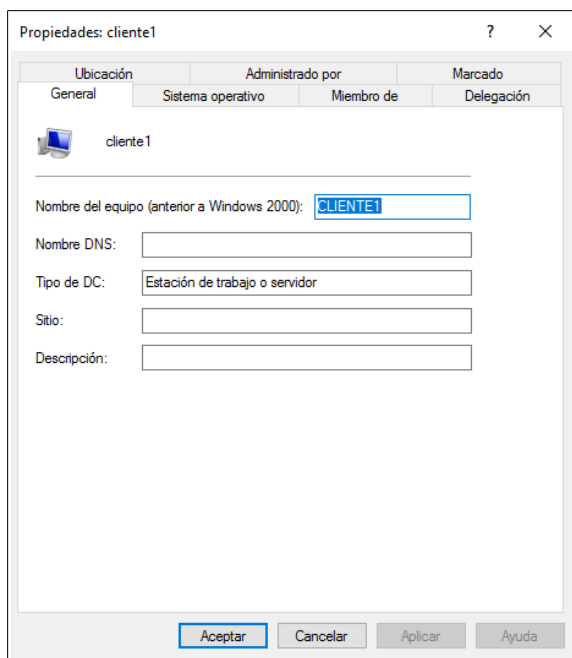 Propiedades: cliente1 ? ×
Ubicación Administrado por Marcado
General Sistema operativo Miembro de Delegación
cliente1
Nombre del equipo (anterior a Windows 2000): CLIENTE1
Nombre DNS:
Tipo de DC: Estación de trabajo o servidor
Sitio:
Descripción:
Aceptar Cancelar Aplicar Ayuda